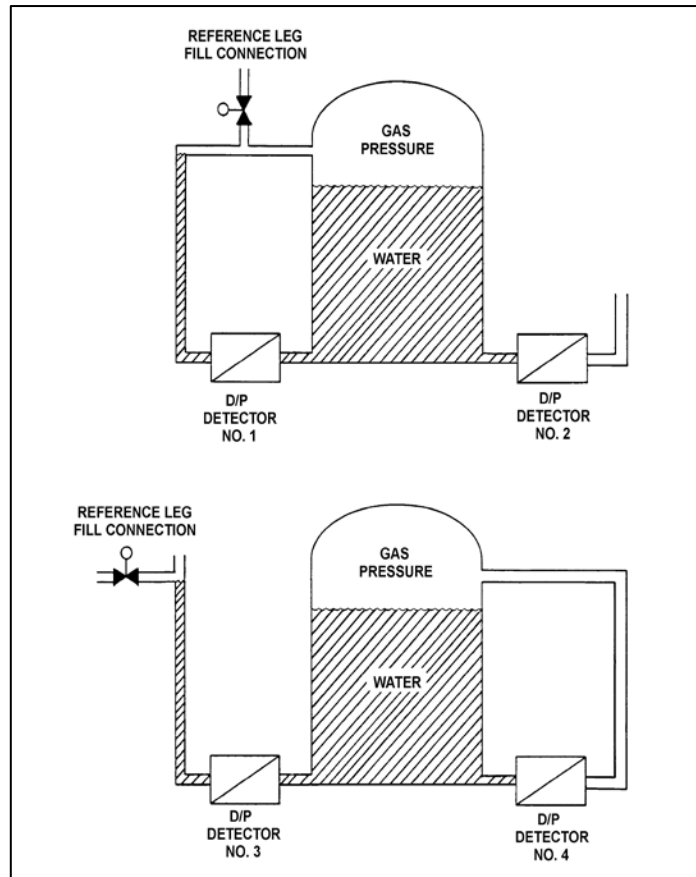 REFERENCE LEG
FILL CONNECTION
GAS
PRESSURE
WATER
D/P
DETECTOR
NO. 1
D/P
DETECTOR
NO. 2
REFERENCE LEG
FILL CONNECTION
GAS
PRESSURE
WATER
D/P
DETECTOR
NO. 3
D/P
DETECTOR
NO. 4